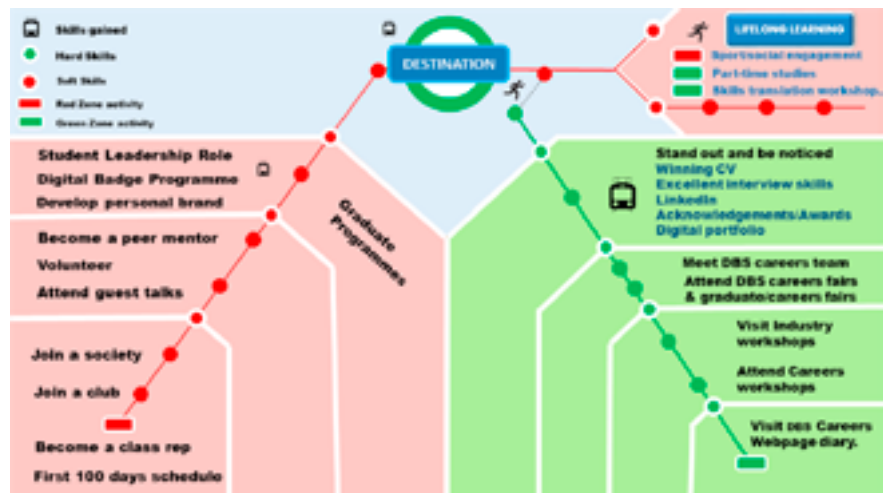 Skills gained
Hard Skills
Soft Skills
Red Zone activity
Green Zone activity
DESTINATION
LIFELONG LEARNING
Sport/social engagement
Part-time studies
Skills translation workshop..
Student Leadership Role
Digital Badge Programme
Develop personal brand
Become a peer mentor
Volunteer
Attend guest talks
Join a society
Join a club
Become a class rep
First 100 days schedule
Graduate
Programmes
Stand out and be noticed
Winning CV
Excellent interview skills
LinkedIn
Acknowledgements/Awards
Digital portfolio
Meet DBS careers team
Attend DBS careers fairs
& graduate/careers fairs
Visit Industry
workshops
Attend Careers
workshops
Visit DBS Careers
Webpage diary.